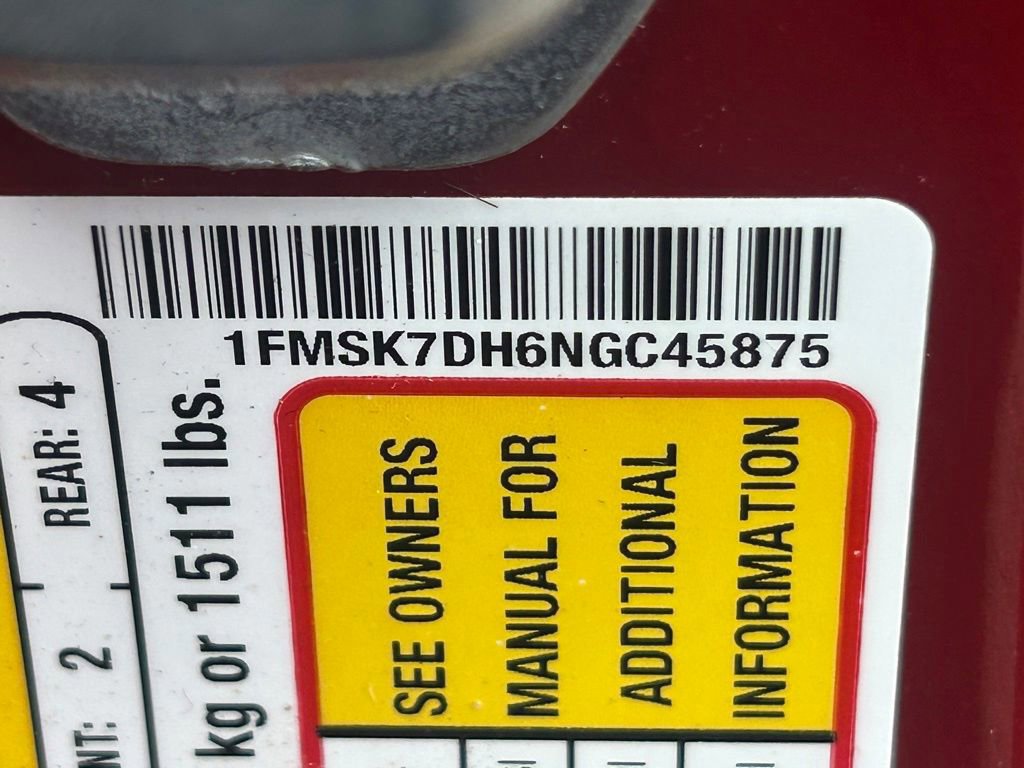 1FMSK7DH6NGC45875
REAR: 4
2
kg or 1511 lbs.
SEE OWNERS
MANUAL FOR
ADDITIONAL
INFORMATION